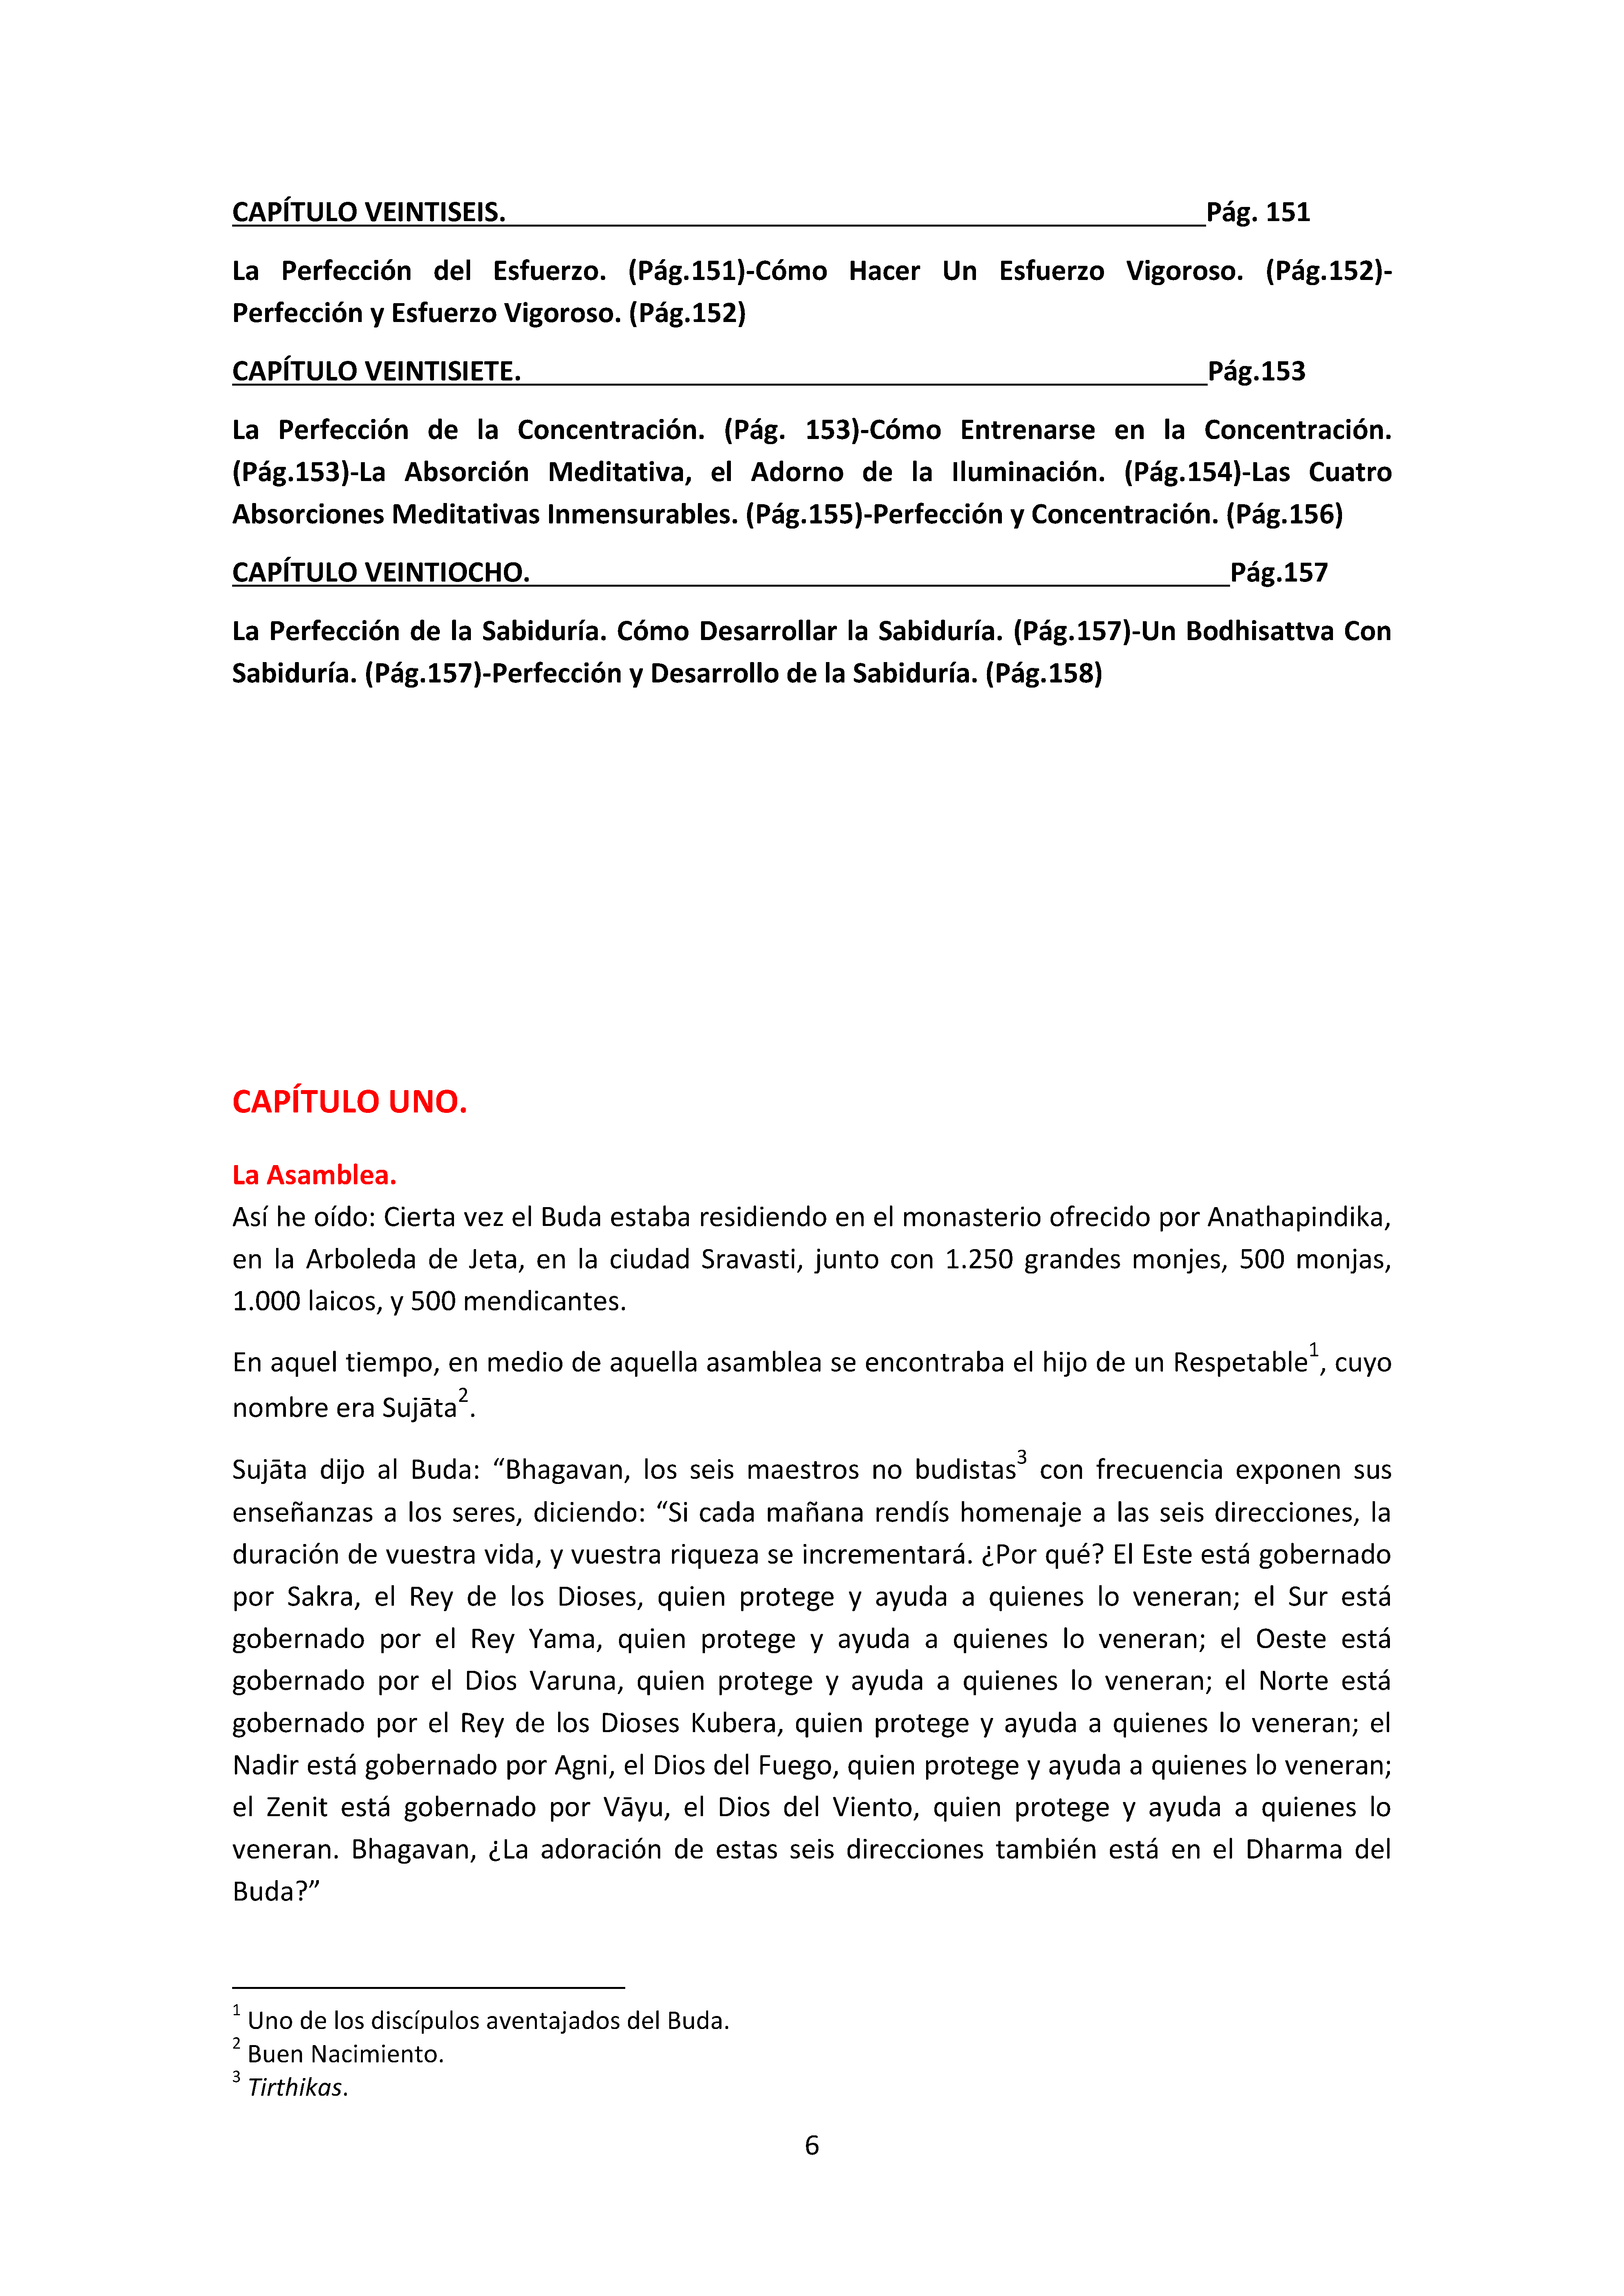 CAPÍTULO VEINTISEIS. Pág. 151
La Perfección del Esfuerzo. (Pág.151)-Cómo Hacer Un Esfuerzo Vigoroso. (Pág.152)-
Perfección y Esfuerzo Vigoroso. (Pág.152)
CAPÍTULO VEINTISIETE. Pág.153
La Perfección de la Concentración. (Pág. 153)-Cómo Entrenarse en la Concentración.
(Pág.153)-La Absorción Meditativa, el Adorno de la Iluminación. (Pág.154)-Las Cuatro
Absorciones Meditativas Inmensurables. (Pág.155)-Perfección y Concentración. (Pág.156)
CAPÍTULO VEINTIOCHO. Pág.157
La Perfección de la Sabiduría. Cómo Desarrollar la Sabiduría. (Pág.157)-Un Bodhisattva Con
Sabiduría. (Pág.157)-Perfección y Desarrollo de la Sabiduría. (Pág.158)
CAPÍTULO UNO.
La Asamblea.
Así he oído: Cierta vez el Buda estaba residiendo en el monasterio ofrecido por Anathapindika,
en la Arboleda de Jeta, en la ciudad Sravasti, junto con 1.250 grandes monjes, 500 monjas,
1.000 laicos, y 500 mendicantes.
En aquel tiempo, en medio de aquella asamblea se encontraba el hijo de un Respetable¹, cuyo
nombre era Sujāta².
Sujāta dijo al Buda: “Bhagavan, los seis maestros no budistas³ con frecuencia exponen sus
enseñanzas a los seres, diciendo: “Si cada mañana rendís homenaje a las seis direcciones, la
duración de vuestra vida, y vuestra riqueza se incrementará. ¿Por qué? El Este está gobernado
por Sakra, el Rey de los Dioses, quien protege y ayuda a quienes lo veneran; el Sur está
gobernado por el Rey Yama, quien protege y ayuda a quienes lo veneran; el Oeste está
gobernado por el Dios Varuna, quien protege y ayuda a quienes lo veneran; el Norte está
gobernado por el Rey de los Dioses Kubera, quien protege y ayuda a quienes lo veneran; el
Nadir está gobernado por Agni, el Dios del Fuego, quien protege y ayuda a quienes lo veneran;
el Zenit está gobernado por Vāyu, el Dios del Viento, quien protege y ayuda a quienes lo
veneran. Bhagavan, ¿La adoración de estas seis direcciones también está en el Dharma del
Buda?”
¹ Uno de los discípulos aventajados del Buda.
² Buen Nacimiento.
³ Tirthikas.
6